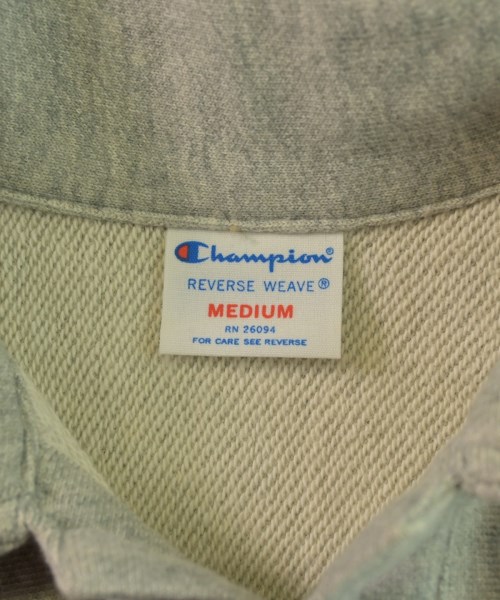 Champion®
REVERSE WEAVE®
MEDIUM
RN 26094
FOR CARE SEE REVERSE